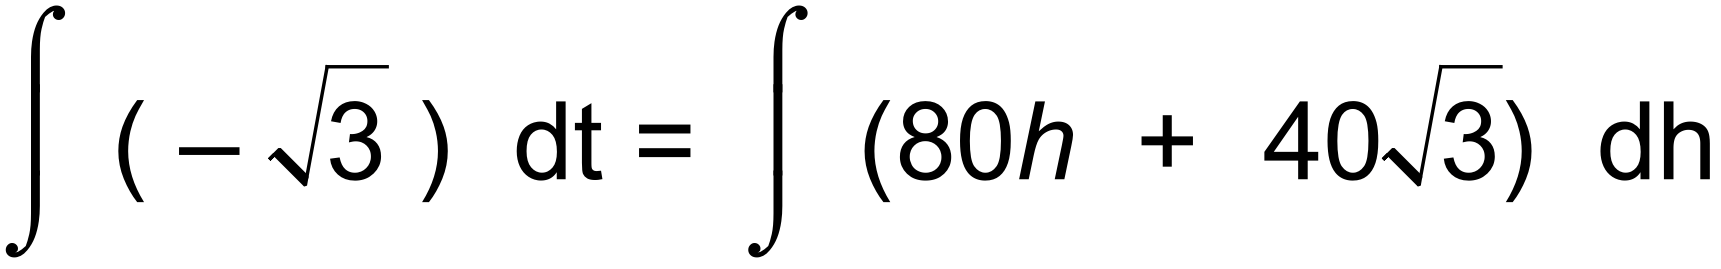 ∫ (−√3) dt = ∫ (80h + 40√3) dh